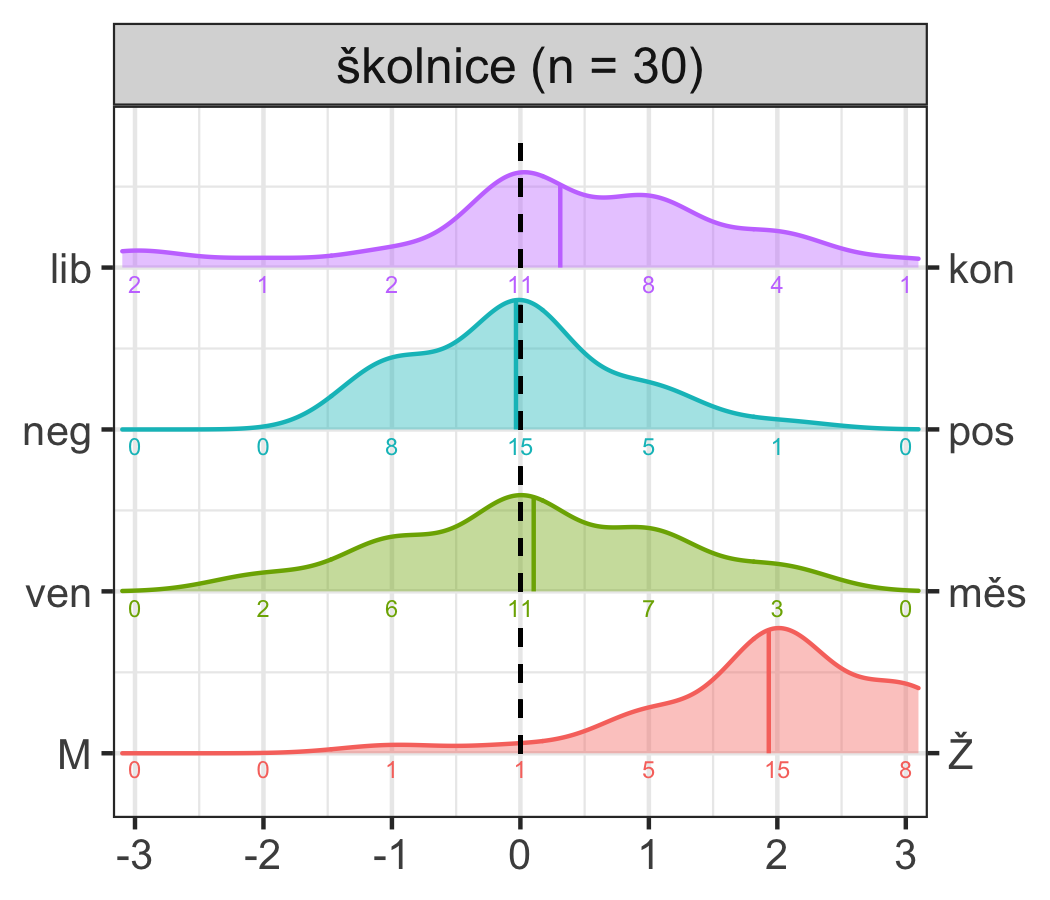 školnice (n = 30)
lib kon
2 1 2 11 8 4 1
neg pos
0 0 8 15 5 1 0
ven měs
0 2 6 11 7 3 0
M Ž
0 0 1 1 5 15 8
-3 -2 -1 0 1 2 3